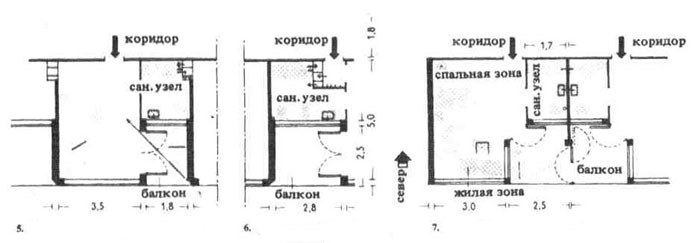 коридор
сан. узел
балкон
3,5
1,8
5.
коридор
сан. узел
балкон
2,8
1,8
5,0
2,5
6.
коридор
коридор
1,7
спальная зона
сан. узел
балкон
север
жилая зона
3,0
2,5
7.